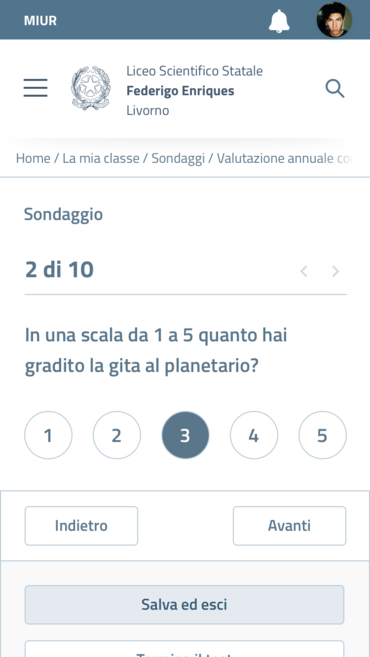 MIUR
Liceo Scientifico Statale
Federigo Enriques
Livorno
Home / La mia classe / Sondaggi / Valutazione annuale
Sondaggio
2 di 10
In una scala da 1 a 5 quanto hai
gradito la gita al planetario?
1 2 3 4 5
Indietro Avanti
Salva ed esci